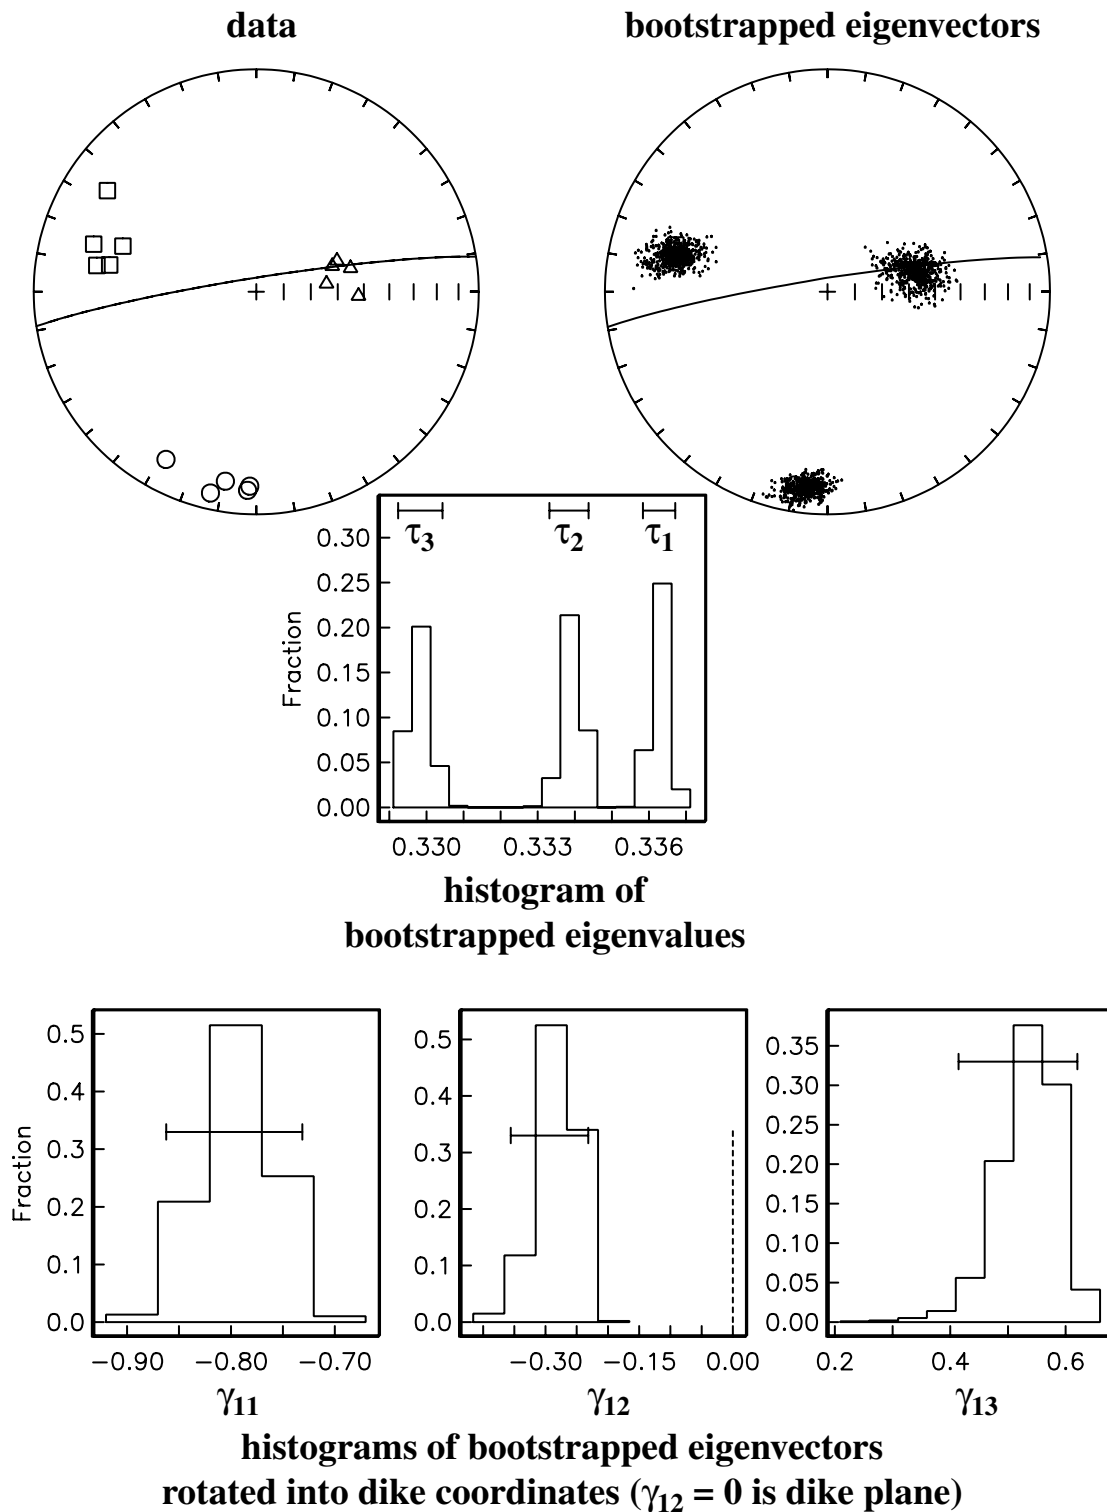 data
bootstrapped eigenvectors
τ3 τ2 τ1
0.30
0.25
0.20
0.15
0.10
0.05
0.00
Fraction
0.330 0.333 0.336
histogram of
bootstrapped eigenvalues
0.5
0.4
0.3
0.2
0.1
0.0
Fraction
−0.90 −0.80 −0.70
γ11
0.5
0.4
0.3
0.2
0.1
0.0
−0.30 −0.15 0.00
γ12
0.35
0.30
0.25
0.20
0.15
0.10
0.05
0.00
0.2 0.4 0.6
γ13
histograms of bootstrapped eigenvectors
rotated into dike coordinates (γ12 = 0 is dike plane)